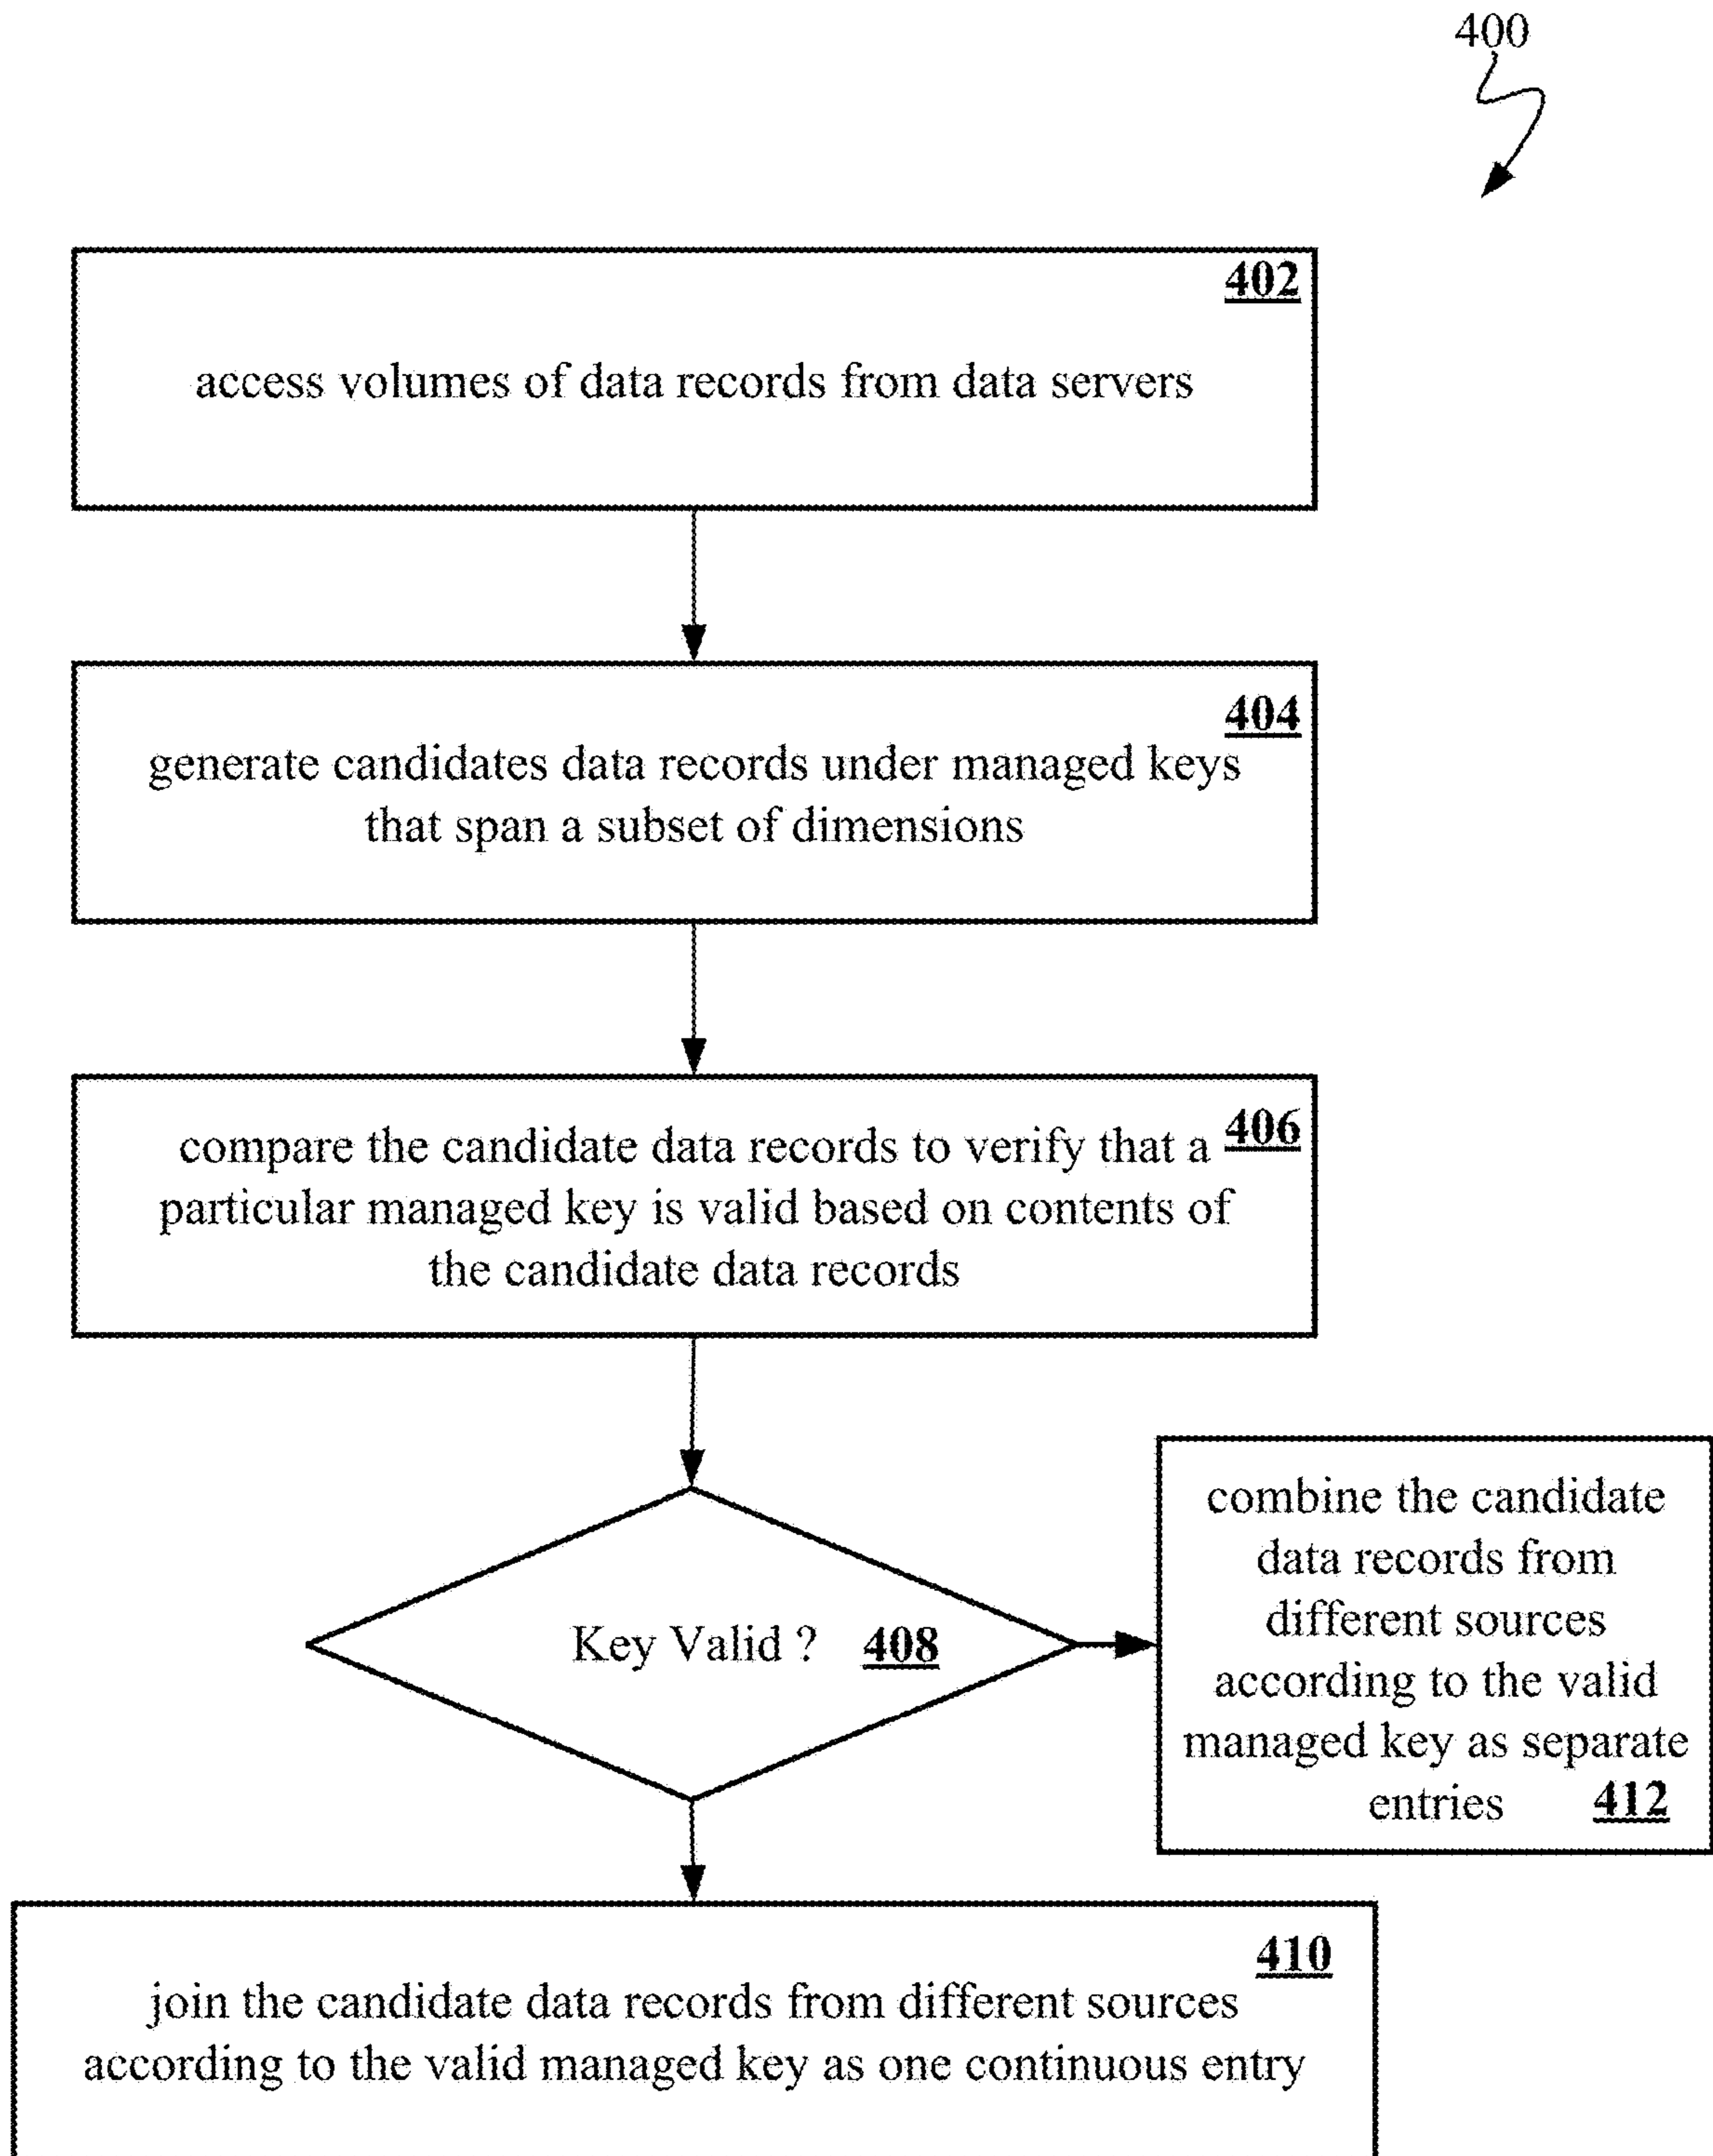 400
402
access volumes of data records from data servers
404
generate candidates data records under managed keys
that span a subset of dimensions
406
compare the candidate data records to verify that a
particular managed key is valid based on contents of
the candidate data records
Key Valid ? 408
combine the candidate
data records from
different sources
according to the valid
managed key as separate
entries 412
410
join the candidate data records from different sources
according to the valid managed key as one continuous entry